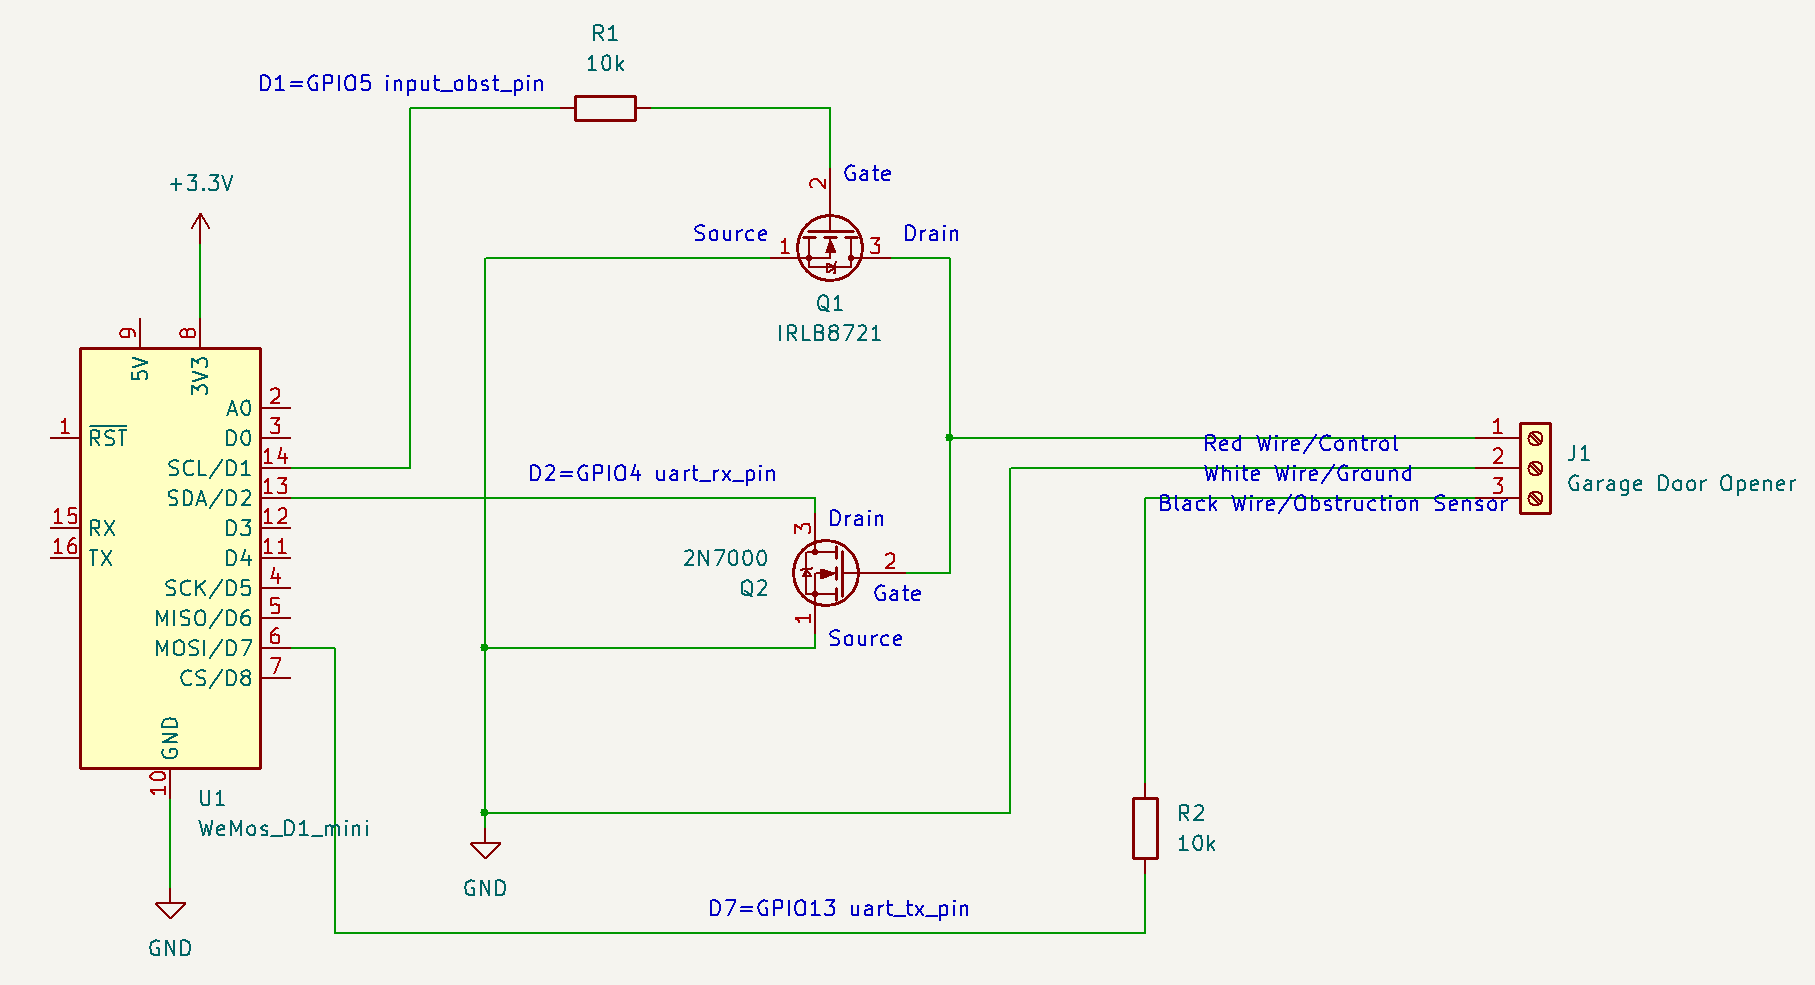 R1
10k
D1=GPIO5 input_obst_pin
+3.3V
2
Gate
Source
Drain
1
3
Q1
IRLB8721
9
8
5V
3V3
A0
2
1
RST
D0
3
SCL/D1
14
SDA/D2
13
15
RX
D3
12
16
TX
D4
11
SCK/D5
4
MISO/D6
5
MOSI/D7
6
CS/D8
7
GND
10
U1
WeMos_D1_mini
GND
D2=GPIO4 uart_rx_pin
3
Drain
2N7000
Q2
2
Gate
1
Source
GND
Red Wire/Control
1
White Wire/Ground
2
Black Wire/Obstruction Sensor
3
J1
Garage Door Opener
R2
10k
D7=GPIO13 uart_tx_pin